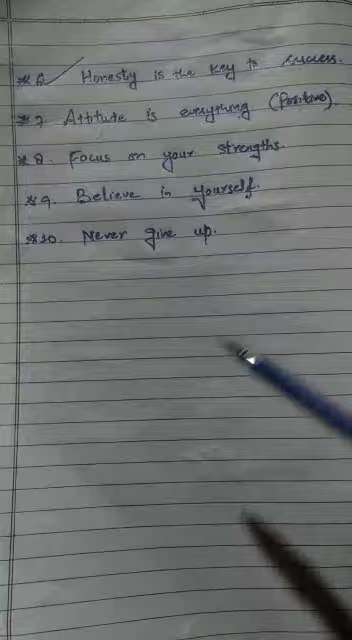 *6. Honesty is the key to success.
*7. Attitude is everything (Positive).
*8. Focus on your strengths.
*9. Believe in yourself.
*10. Never give up.